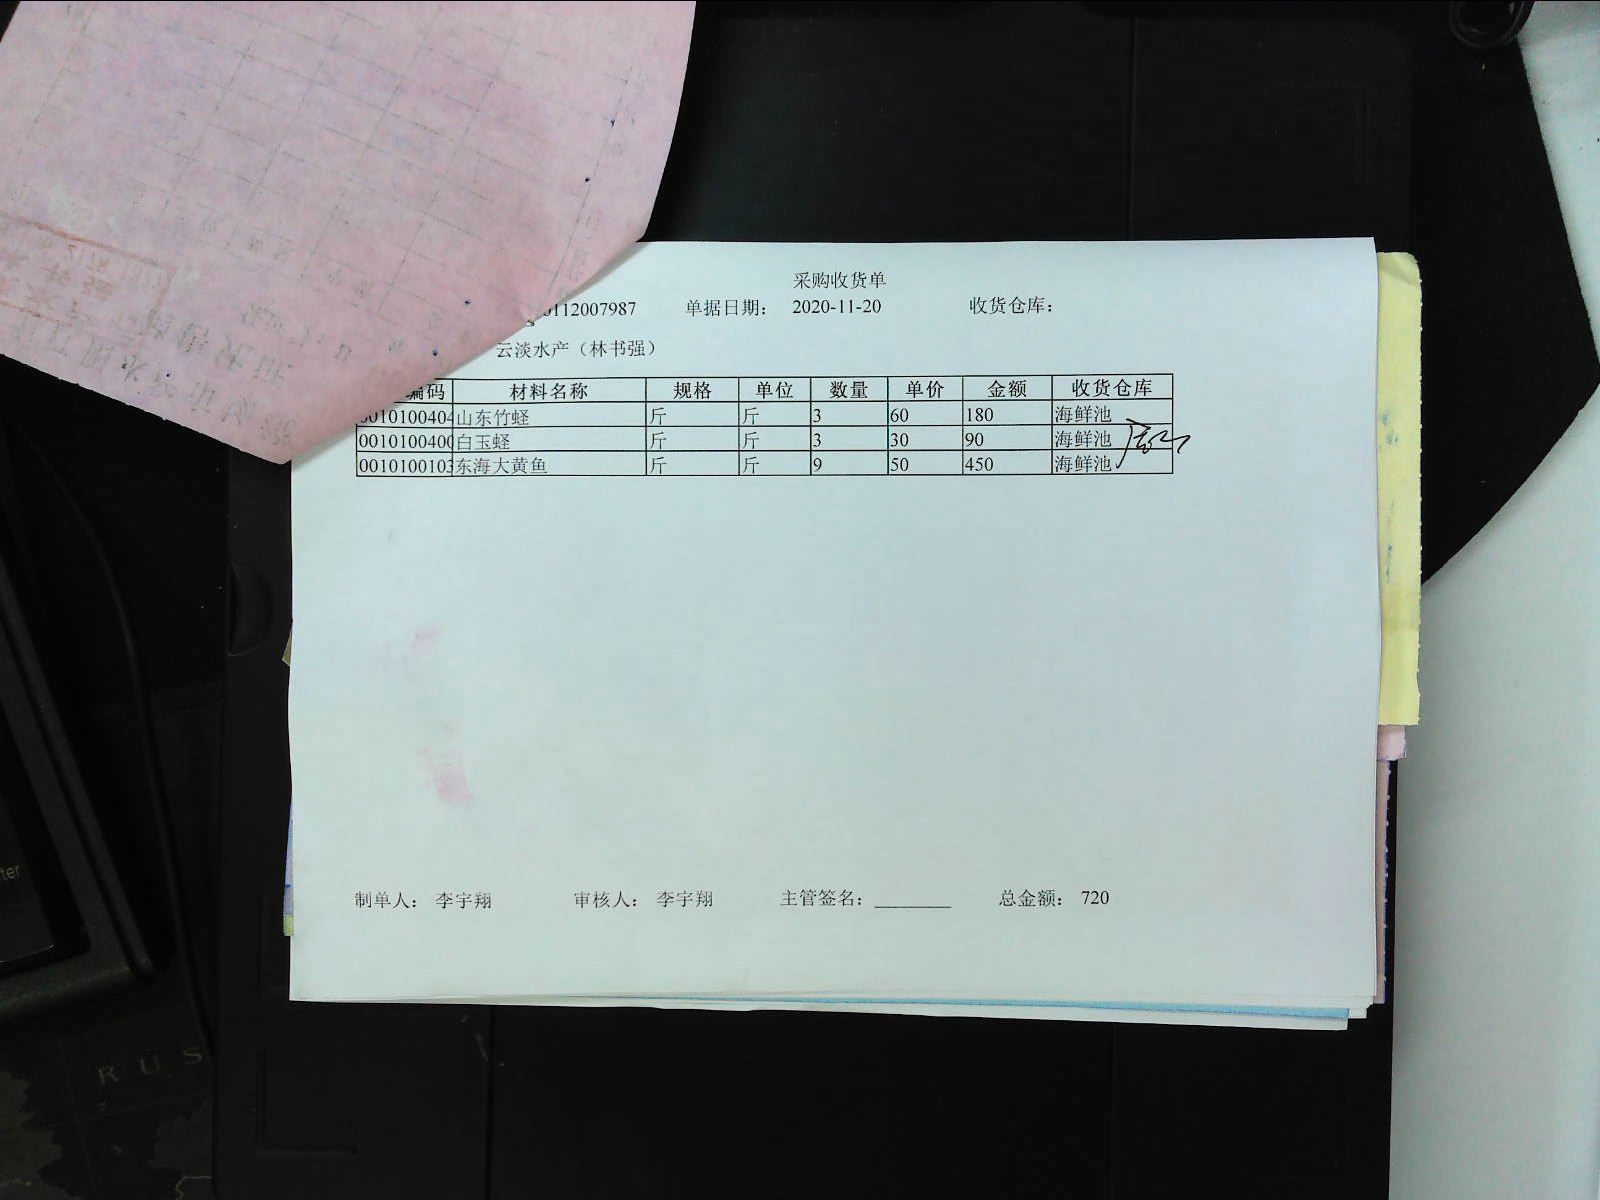 采购收货单
0112007987 单据日期： 2020-11-20 收货仓库：
云淡水产（林书强）
编码 材料名称 规格 单位 数量 单价 金额 收货仓库
0010100404 山东竹蛏 斤 斤 3 60 180 海鲜池
0010100400 白玉蛏 斤 斤 3 30 90 海鲜池
0010100103 东海大黄鱼 斤 斤 9 50 450 海鲜池
制单人： 李宇翔 审核人： 李宇翔 主管签名：________ 总金额： 720
RUS